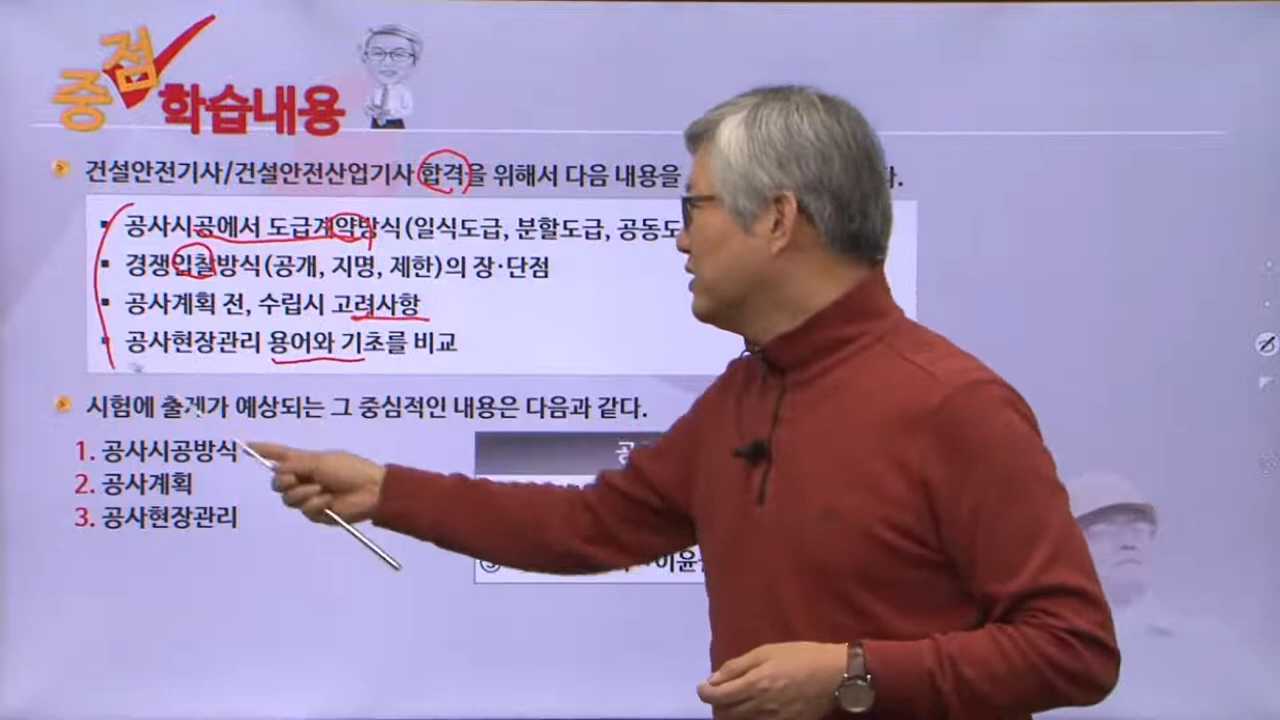 중점
학습내용
건설안전기사/건설안전산업기사 합격을 위해서 다음 내용을
다.
공사시공에서 도급계약방식(일식도급, 분할도급, 공동도
경쟁입찰방식(공개, 지명, 제한)의 장·단점
공사계획 전, 수립시 고려사항
공사현장관리 용어와 기초를 비교
시험에 출제가 예상되는 그 중심적인 내용은 다음과 같다.
1. 공사시공방식
2. 공사계획
3. 공사현장관리